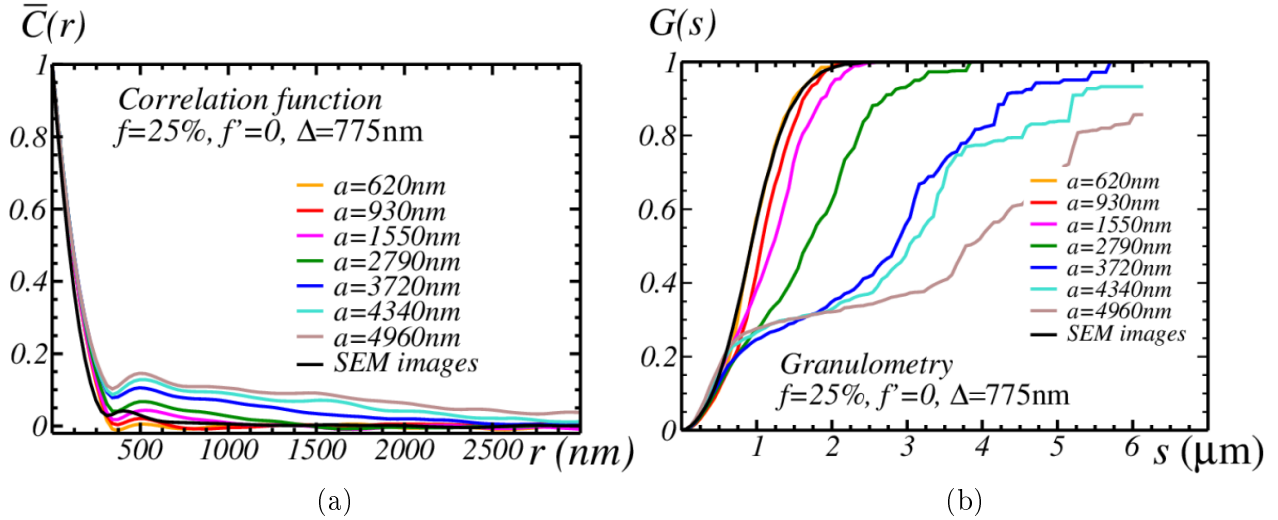 C̅(r)
1
0.8
0.6
0.4
0.2
0
Correlation function
f=25%, f'=0, Δ=775nm
a=620nm
a=930nm
a=1550nm
a=2790nm
a=3720nm
a=4340nm
a=4960nm
SEM images
500 1000 1500 2000 2500 r (nm)
(a)
G(s)
1
0.8
0.6
0.4
0.2
0
a=620nm
a=930nm
a=1550nm
a=2790nm
a=3720nm
a=4340nm
a=4960nm
SEM images
Granulometry
f=25%, f'=0, Δ=775nm
1 2 3 4 5 6 s (μm)
(b)